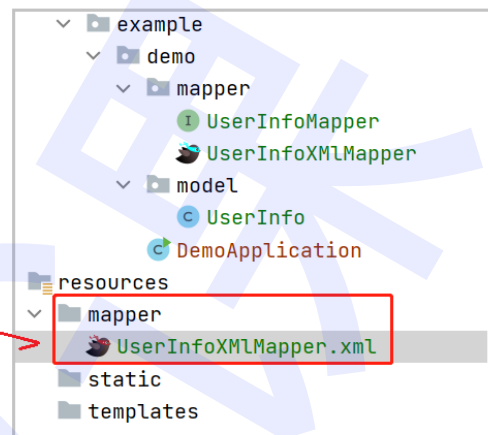 example
demo
mapper
I UserInfoMapper
UserInfoXMlMapper
model
C UserInfo
C DemoApplication
resources
mapper
UserInfoXMlMapper.xml
static
templates